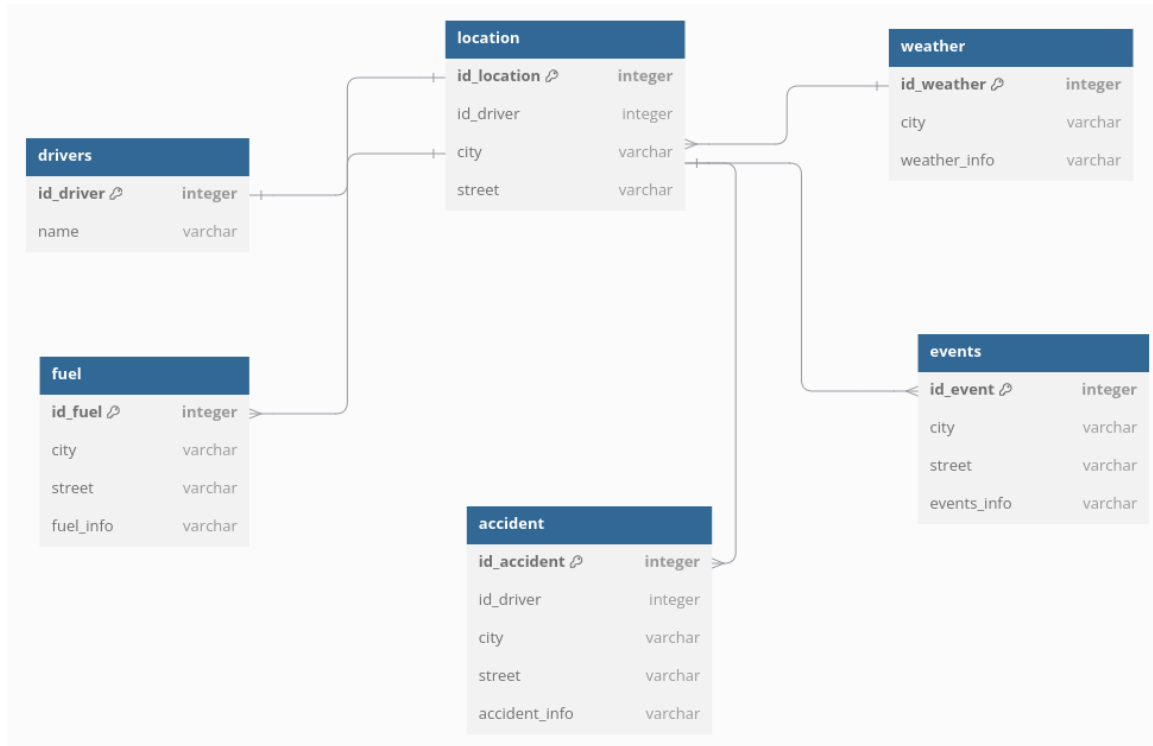 location
id_location integer
id_driver integer
city varchar
street varchar
weather
id_weather integer
city varchar
weather_info varchar
drivers
id_driver integer
name varchar
fuel
id_fuel integer
city varchar
street varchar
fuel_info varchar
events
id_event integer
city varchar
street varchar
events_info varchar
accident
id_accident integer
id_driver integer
city varchar
street varchar
accident_info varchar